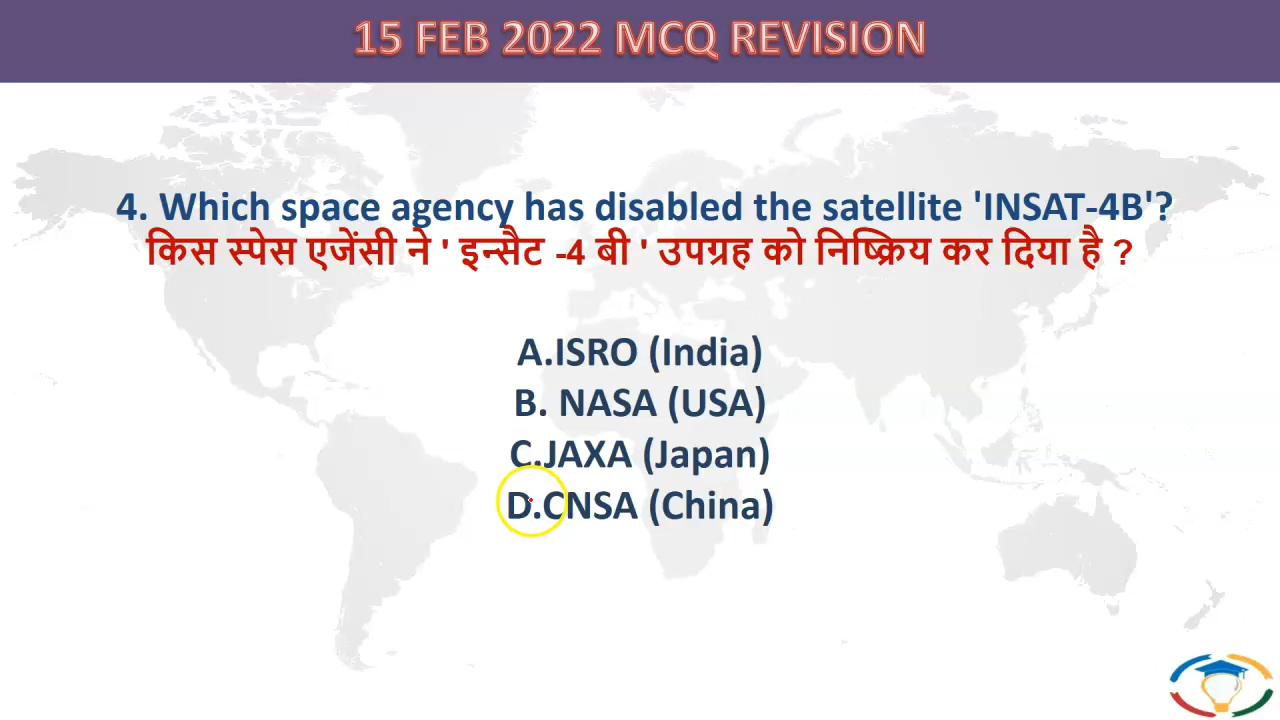 15 FEB 2022 MCQ REVISION
4. Which space agency has disabled the satellite 'INSAT-4B'?
किस स्पेस एजेंसी ने ' इन्सैट -4 बी ' उपग्रह को निष्क्रिय कर दिया है ?
A.ISRO (India)
B. NASA (USA)
C.JAXA (Japan)
D.CNSA (China)